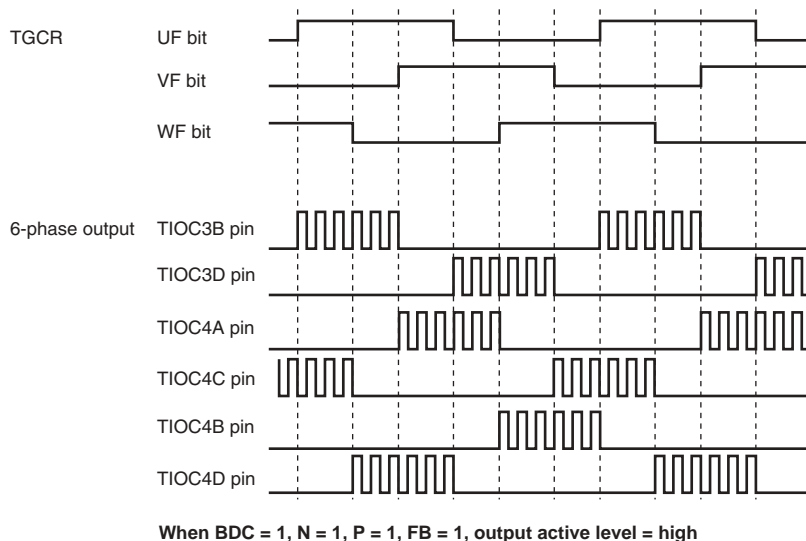 TGCR UF bit
VF bit
WF bit
6-phase output TIOC3B pin
TIOC3D pin
TIOC4A pin
TIOC4C pin
TIOC4B pin
TIOC4D pin
When BDC = 1, N = 1, P = 1, FB = 1, output active level = high